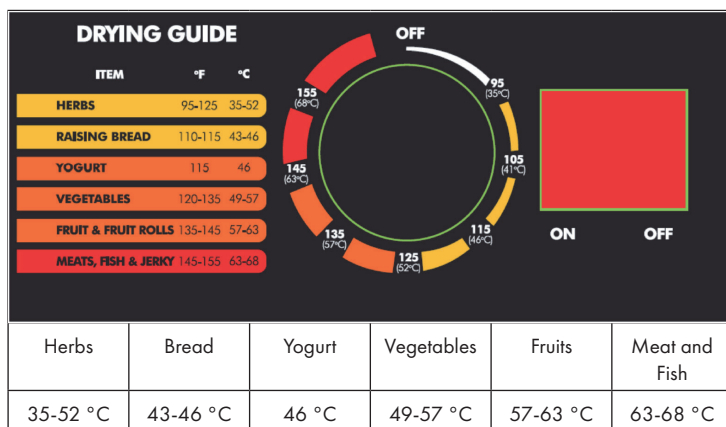 DRYING GUIDE
ITEM °F °C
HERBS 95-125 35-52
RAISING BREAD 110-115 43-46
YOGURT 115 46
VEGETABLES 120-135 49-57
FRUIT & FRUIT ROLLS 135-145 57-63
MEATS, FISH & JERKY 145-155 63-68
OFF
95
(35°C)
105
(41°C)
115
(46°C)
125
(52°C)
135
(57°C)
145
(63°C)
155
(68°C)
ON OFF
Herbs Bread Yogurt Vegetables Fruits Meat and
Fish
35-52 °C 43-46 °C 46 °C 49-57 °C 57-63 °C 63-68 °C